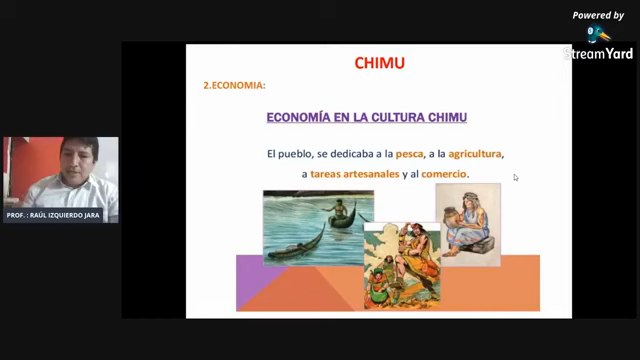 Powered by
StreamYard
CHIMU
2.ECONOMIA:
ECONOMÍA EN LA CULTURA CHIMU
El pueblo, se dedicaba a la pesca, a la agricultura,
a tareas artesanales y al comercio.
PROF. : RAÚL IZQUIERDO JARA